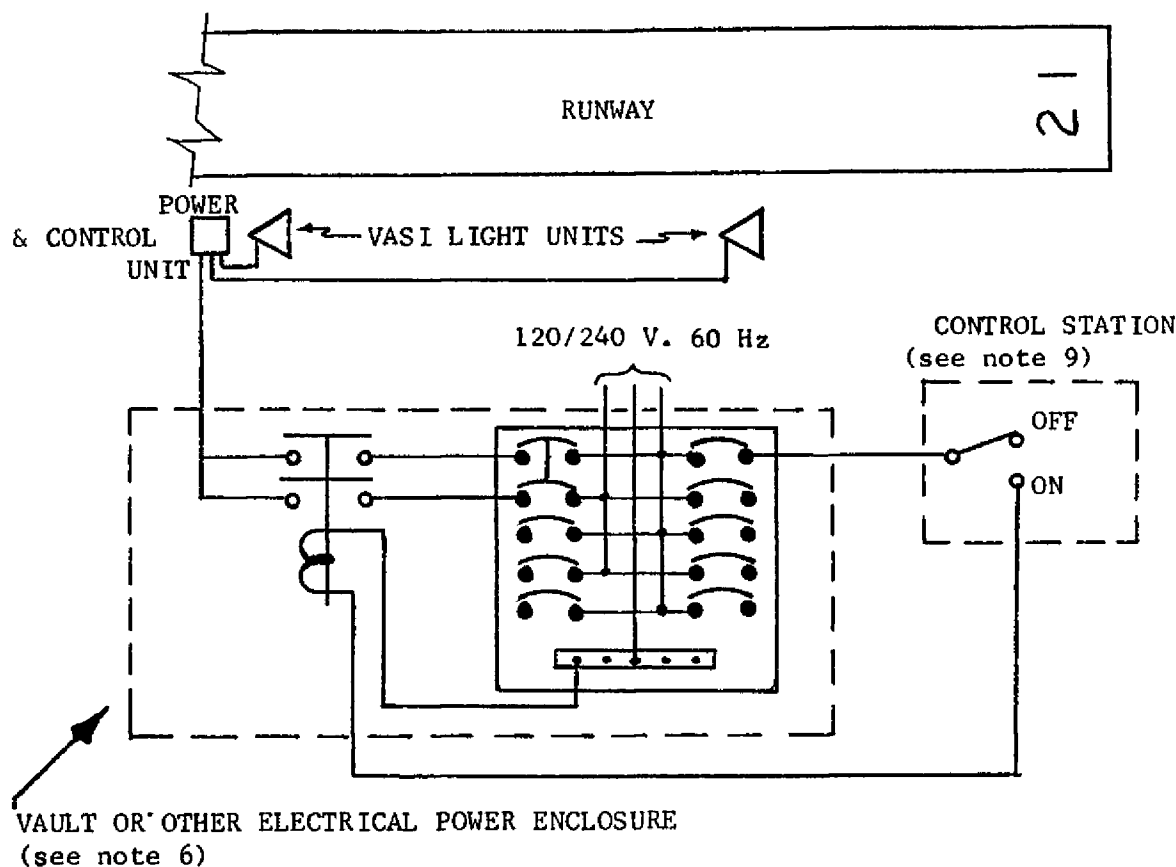 RUNWAY
21
POWER
& CONTROL
UNIT
VASI LIGHT UNITS
120/240 V. 60 Hz
CONTROL STATION
(see note 9)
OFF
ON
VAULT OR OTHER ELECTRICAL POWER ENCLOSURE
(see note 6)